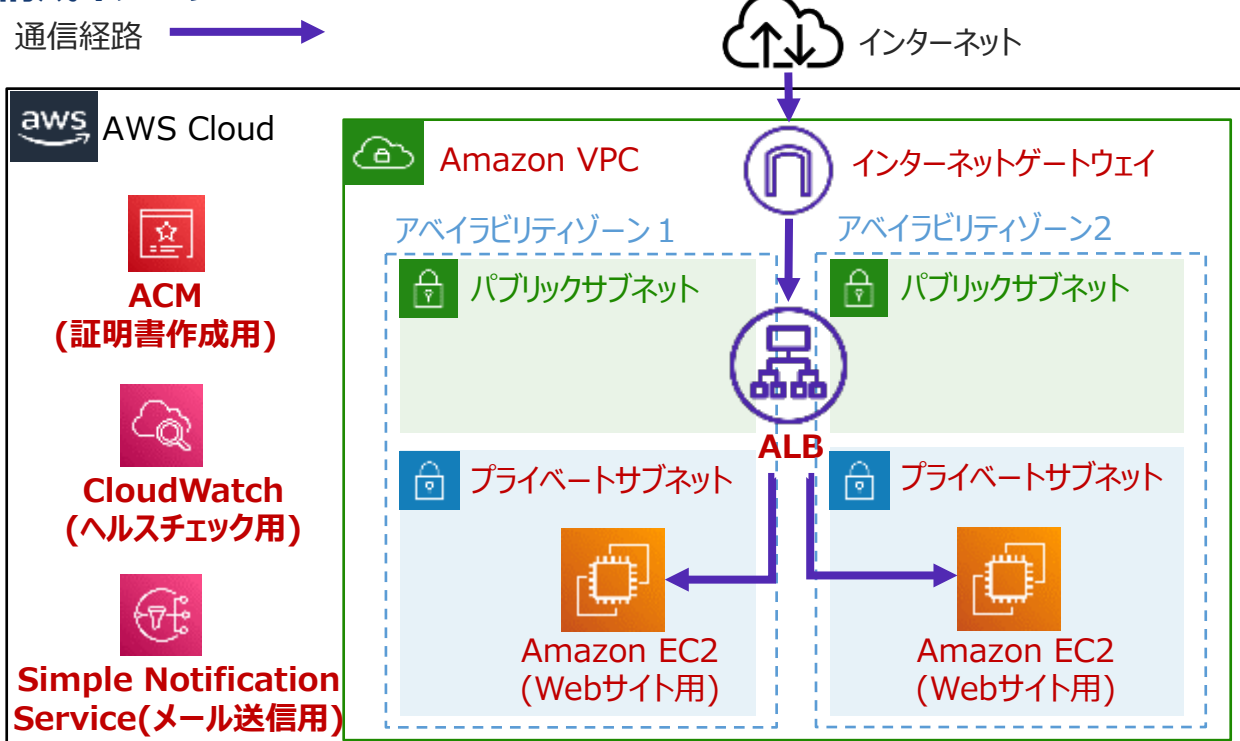 通信経路
インターネット
aws
AWS Cloud
Amazon VPC
インターネットゲートウェイ
アベイラビリティゾーン１
アベイラビリティゾーン2
パブリックサブネット
パブリックサブネット
ACM
(証明書作成用)
ALB
プライベートサブネット
プライベートサブネット
CloudWatch
(ヘルスチェック用)
Amazon EC2
(Webサイト用)
Amazon EC2
(Webサイト用)
Simple Notification
Service(メール送信用)